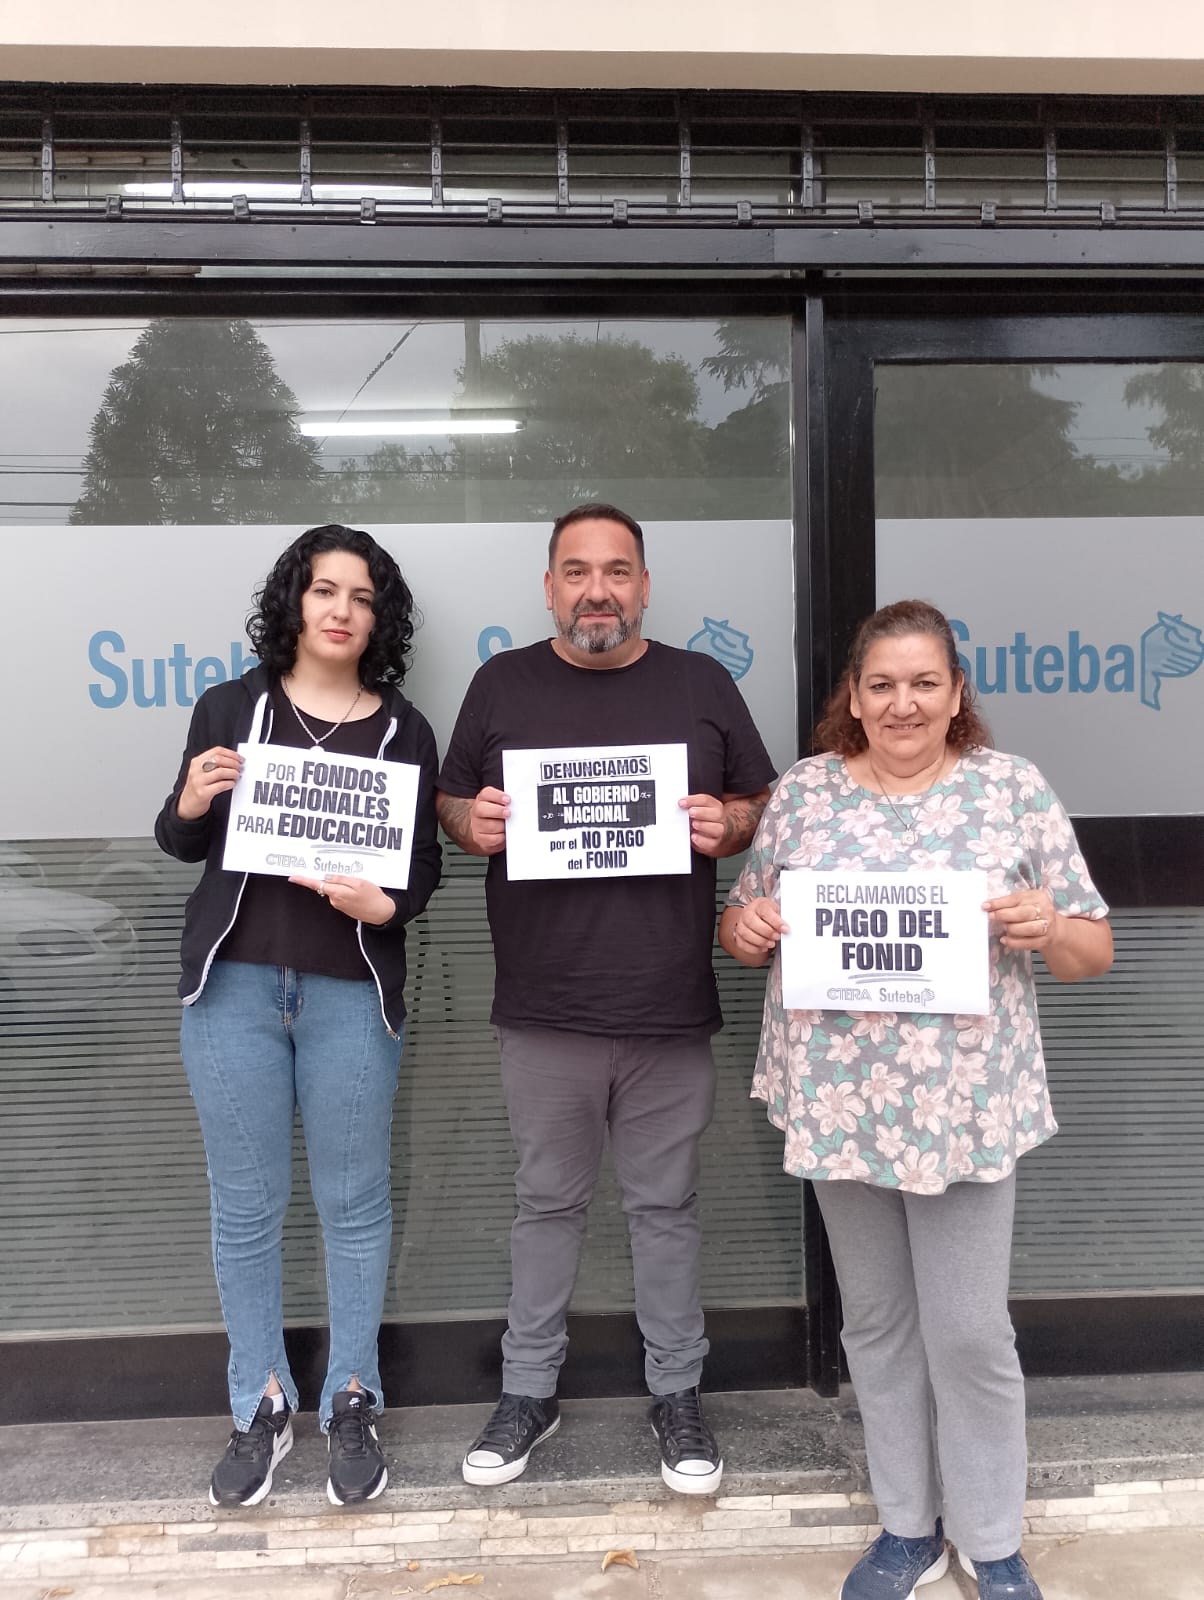 Suteba
Suteba
POR FONDOS
NACIONALES
PARA EDUCACIÓN
CTERA Suteba
DENUNCIAMOS
AL GOBIERNO
NACIONAL
por el NO PAGO
del FONID
RECLAMAMOS EL
PAGO DEL
FONID
CTERA Suteba